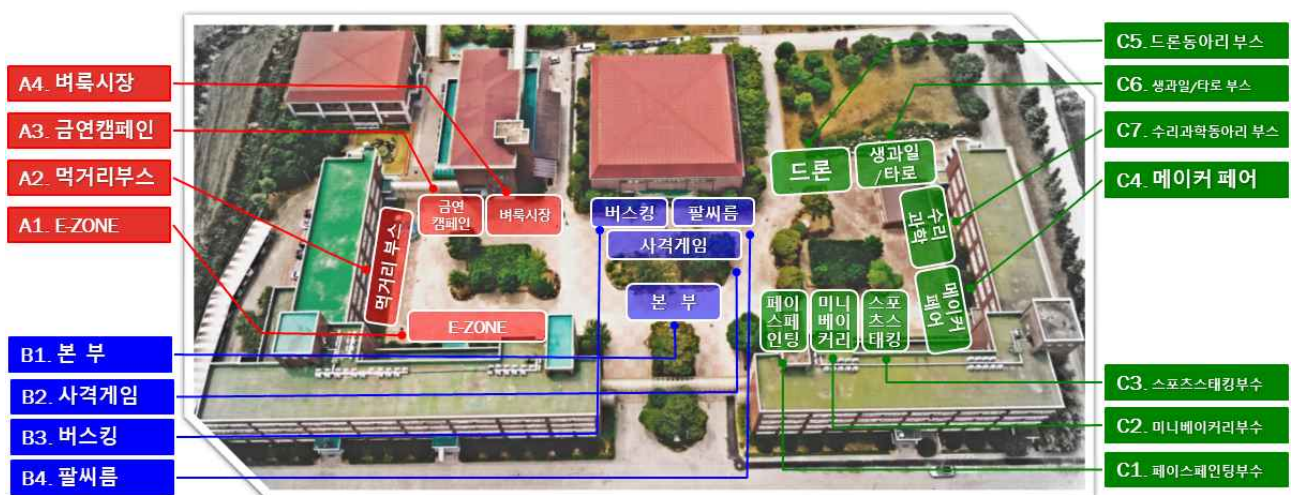 A4. 벼룩시장
A3. 금연캠페인
A2. 먹거리부스
A1. E-ZONE
B1. 본 부
B2. 사격게임
B3. 버스킹
B4. 팔씨름
금연
캠페인
벼룩시장
먹거리 부스
E-ZONE
버스킹
팔씨름
사격게임
본 부
드론
생과일
/타로
수리
과학
메이커
페어
페이
스페
인팅
미니
베이
커리
스포
츠스
태킹
C5. 드론동아리 부스
C6. 생과일/타로 부스
C7. 수리과학동아리 부스
C4. 메이커 페어
C3. 스포츠스태킹부수
C2. 미니베이커리부수
C1. 페이스페인팅부수